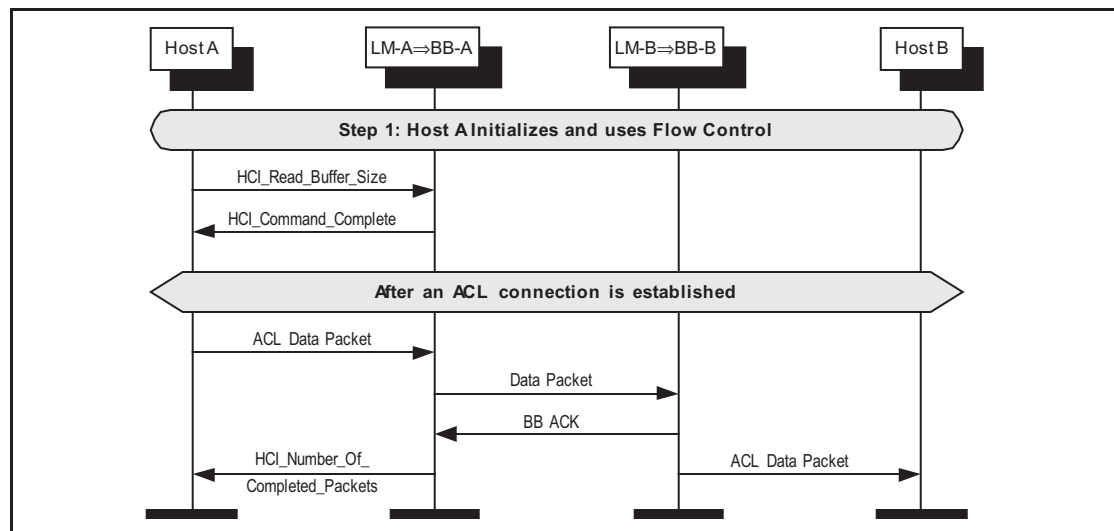 Host A
LM-A⇒BB-A
LM-B⇒BB-B
Host B
Step 1: Host A Initializes and uses Flow Control
HCI_Read_Buffer_Size
HCI_Command_Complete
After an ACL connection is established
ACL Data Packet
Data Packet
BB ACK
HCI_Number_Of_
Completed_Packets
ACL Data Packet